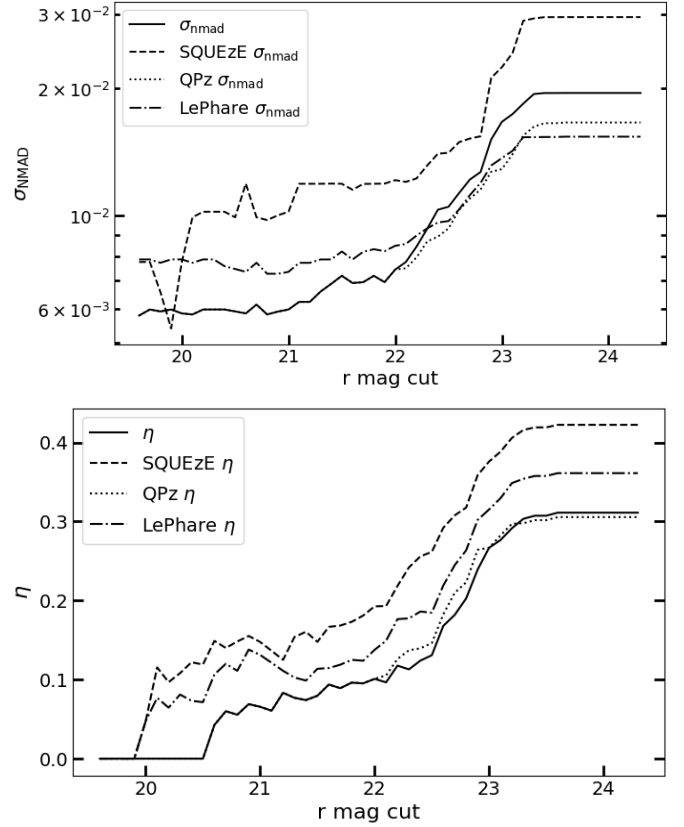 3 × 10⁻²
2 × 10⁻²
10⁻²
6 × 10⁻³
σNMAD
σnmad
SQUEzE σnmad
QPz σnmad
LePhare σnmad
20 21 22 23 24
r mag cut
0.4
0.3
0.2
0.1
0.0
η
η
SQUEzE η
QPz η
LePhare η
20 21 22 23 24
r mag cut